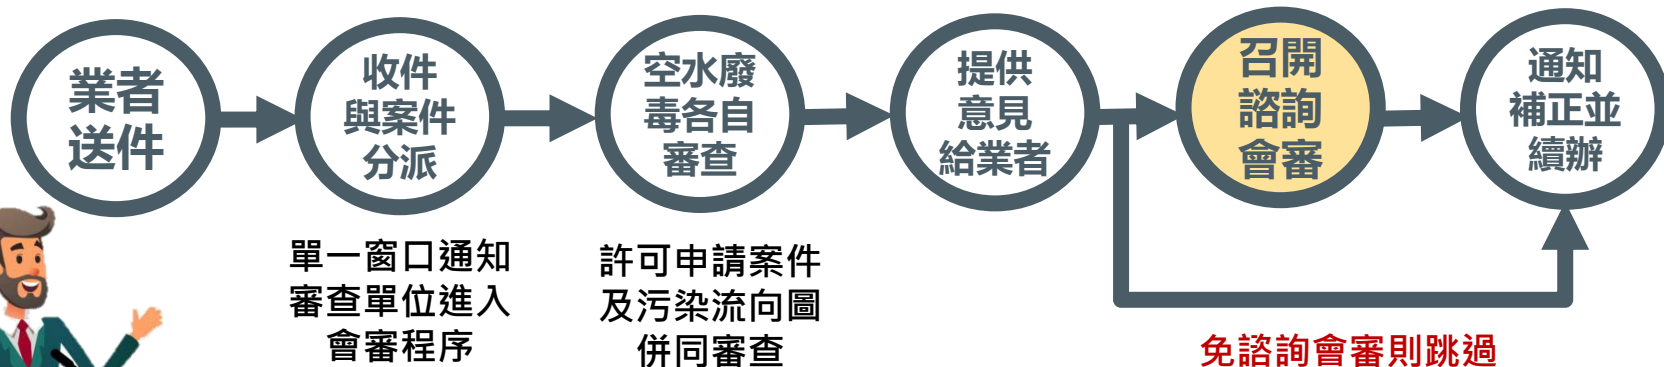 業者
送件
收件
與案件
分派
空水廢
毒各自
審查
提供
意見
給業者
召開
諮詢
會審
通知
補正並
續辦
單一窗口通知
審查單位進入
會審程序
許可申請案件
及污染流向圖
併同審查
免諮詢會審則跳過